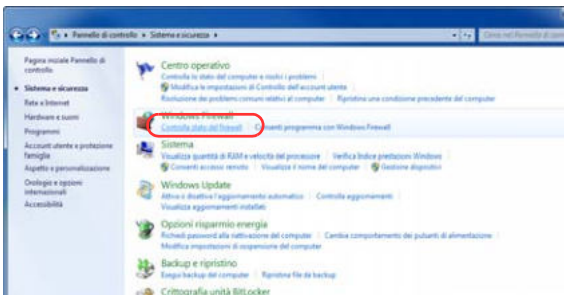 Pannello di controllo ▸ Sistema e sicurezza ▸
Cerca nel Pannello di con
Pagina iniziale Pannello di
controllo
Sistema e sicurezza
Rete e Internet
Hardware e suoni
Programmi
Account utente e protezione
famiglia
Aspetto e personalizzazione
Orologio e opzioni
internazionali
Accessibilità
Centro operativo
Controlla lo stato del computer e risolvi i problemi
Modifica le impostazioni di Controllo dell'account utente
Risoluzione dei problemi comuni relativi al computer Ripristina una condizione precedente del computer
Windows Firewall
Controlla stato del firewall Consenti programma con Windows Firewall
Sistema
Visualizza quantità di RAM e velocità del processore Verifica Indice prestazioni Windows
Consenti accesso remoto Visualizza il nome del computer Gestione dispositivi
Windows Update
Attiva o disattiva l'aggiornamento automatico Controlla aggiornamenti
Visualizza aggiornamenti installati
Opzioni risparmio energia
Richiedi password alla riattivazione del computer Cambia comportamento dei pulsanti di alimentazione
Modifica impostazioni di sospensione del computer
Backup e ripristino
Esegui backup del computer Ripristina file da backup
Crittografia unità BitLocker